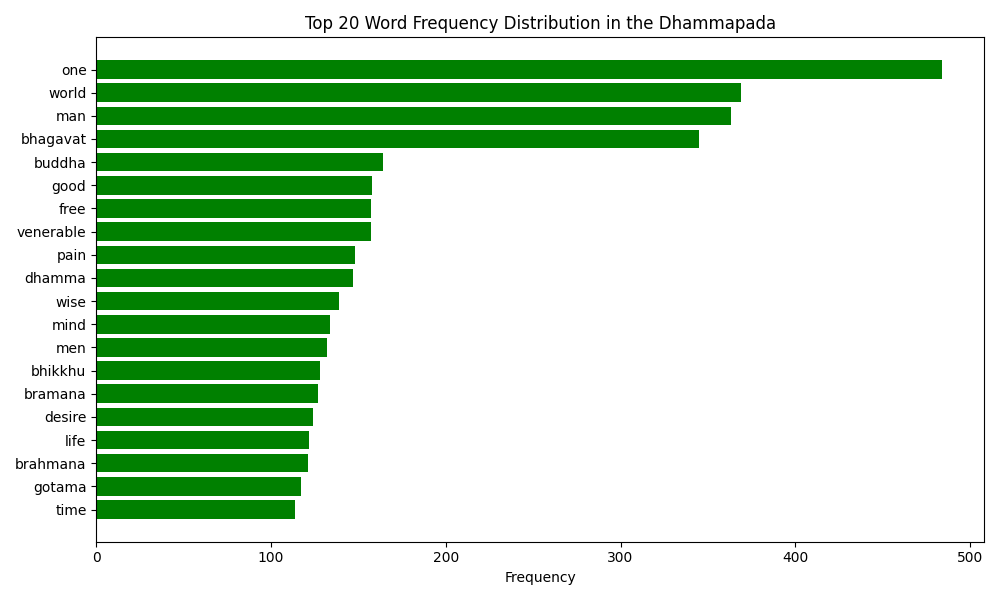 Top 20 Word Frequency Distribution in the Dhammapada
one
world
man
bhagavat
buddha
good
free
venerable
pain
dhamma
wise
mind
men
bhikkhu
bramana
desire
life
brahmana
gotama
time
0 100 200 300 400 500
Frequency